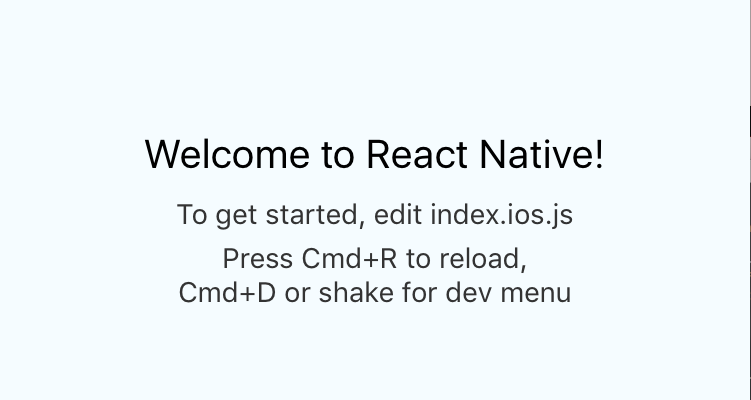 Welcome to React Native!
To get started, edit index.ios.js
Press Cmd+R to reload,
Cmd+D or shake for dev menu